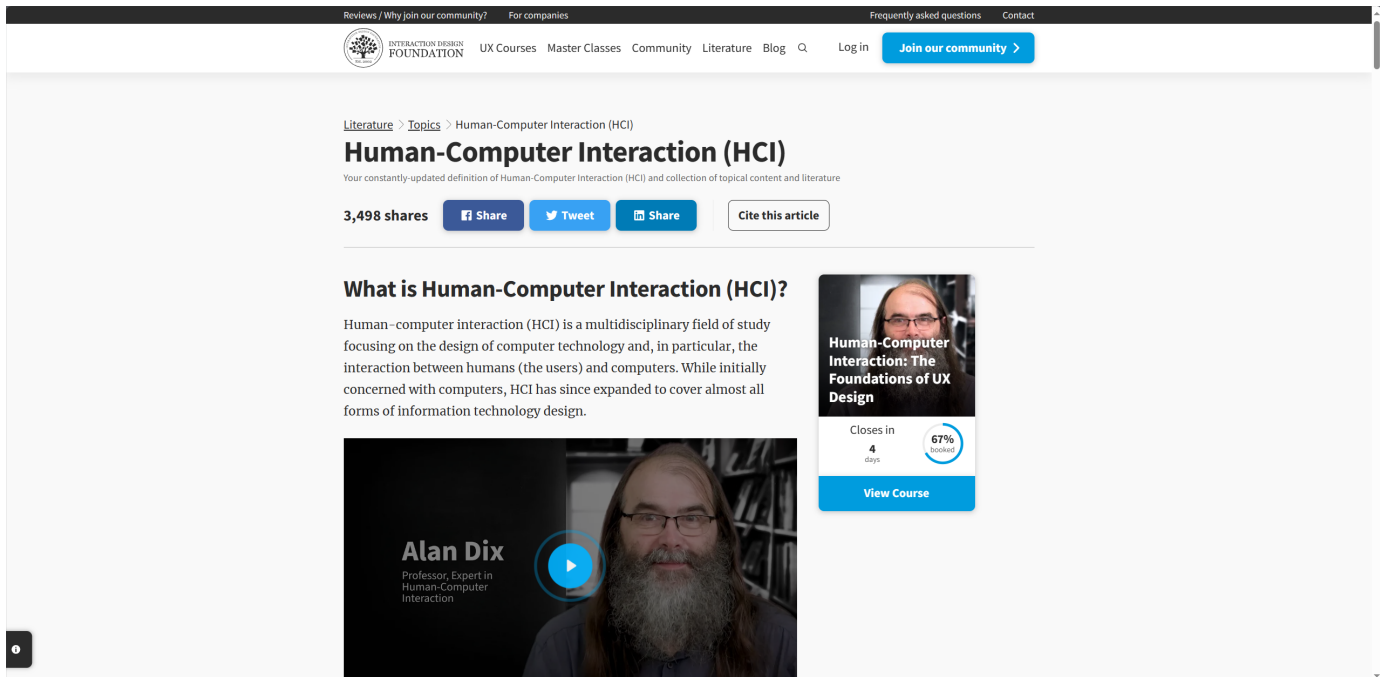 Reviews / Why join our community?
For companies
Frequently asked questions
Contact
INTERACTION DESIGN
FOUNDATION
UX Courses
Master Classes
Community
Literature
Blog
Log in
Join our community
Literature > Topics > Human-Computer Interaction (HCI)
Human-Computer Interaction (HCI)
Your constantly-updated definition of Human-Computer Interaction (HCI) and collection of topical content and literature
3,498 shares
Share
Tweet
Share
Cite this article
What is Human-Computer Interaction (HCI)?
Human-computer interaction (HCI) is a multidisciplinary field of study
focusing on the design of computer technology and, in particular, the
interaction between humans (the users) and computers. While initially
concerned with computers, HCI has since expanded to cover almost all
forms of information technology design.
Alan Dix
Professor, Expert in
Human-Computer
Interaction
Human-Computer
Interaction: The
Foundations of UX
Design
Closes in
4
days
67%
booked
View Course